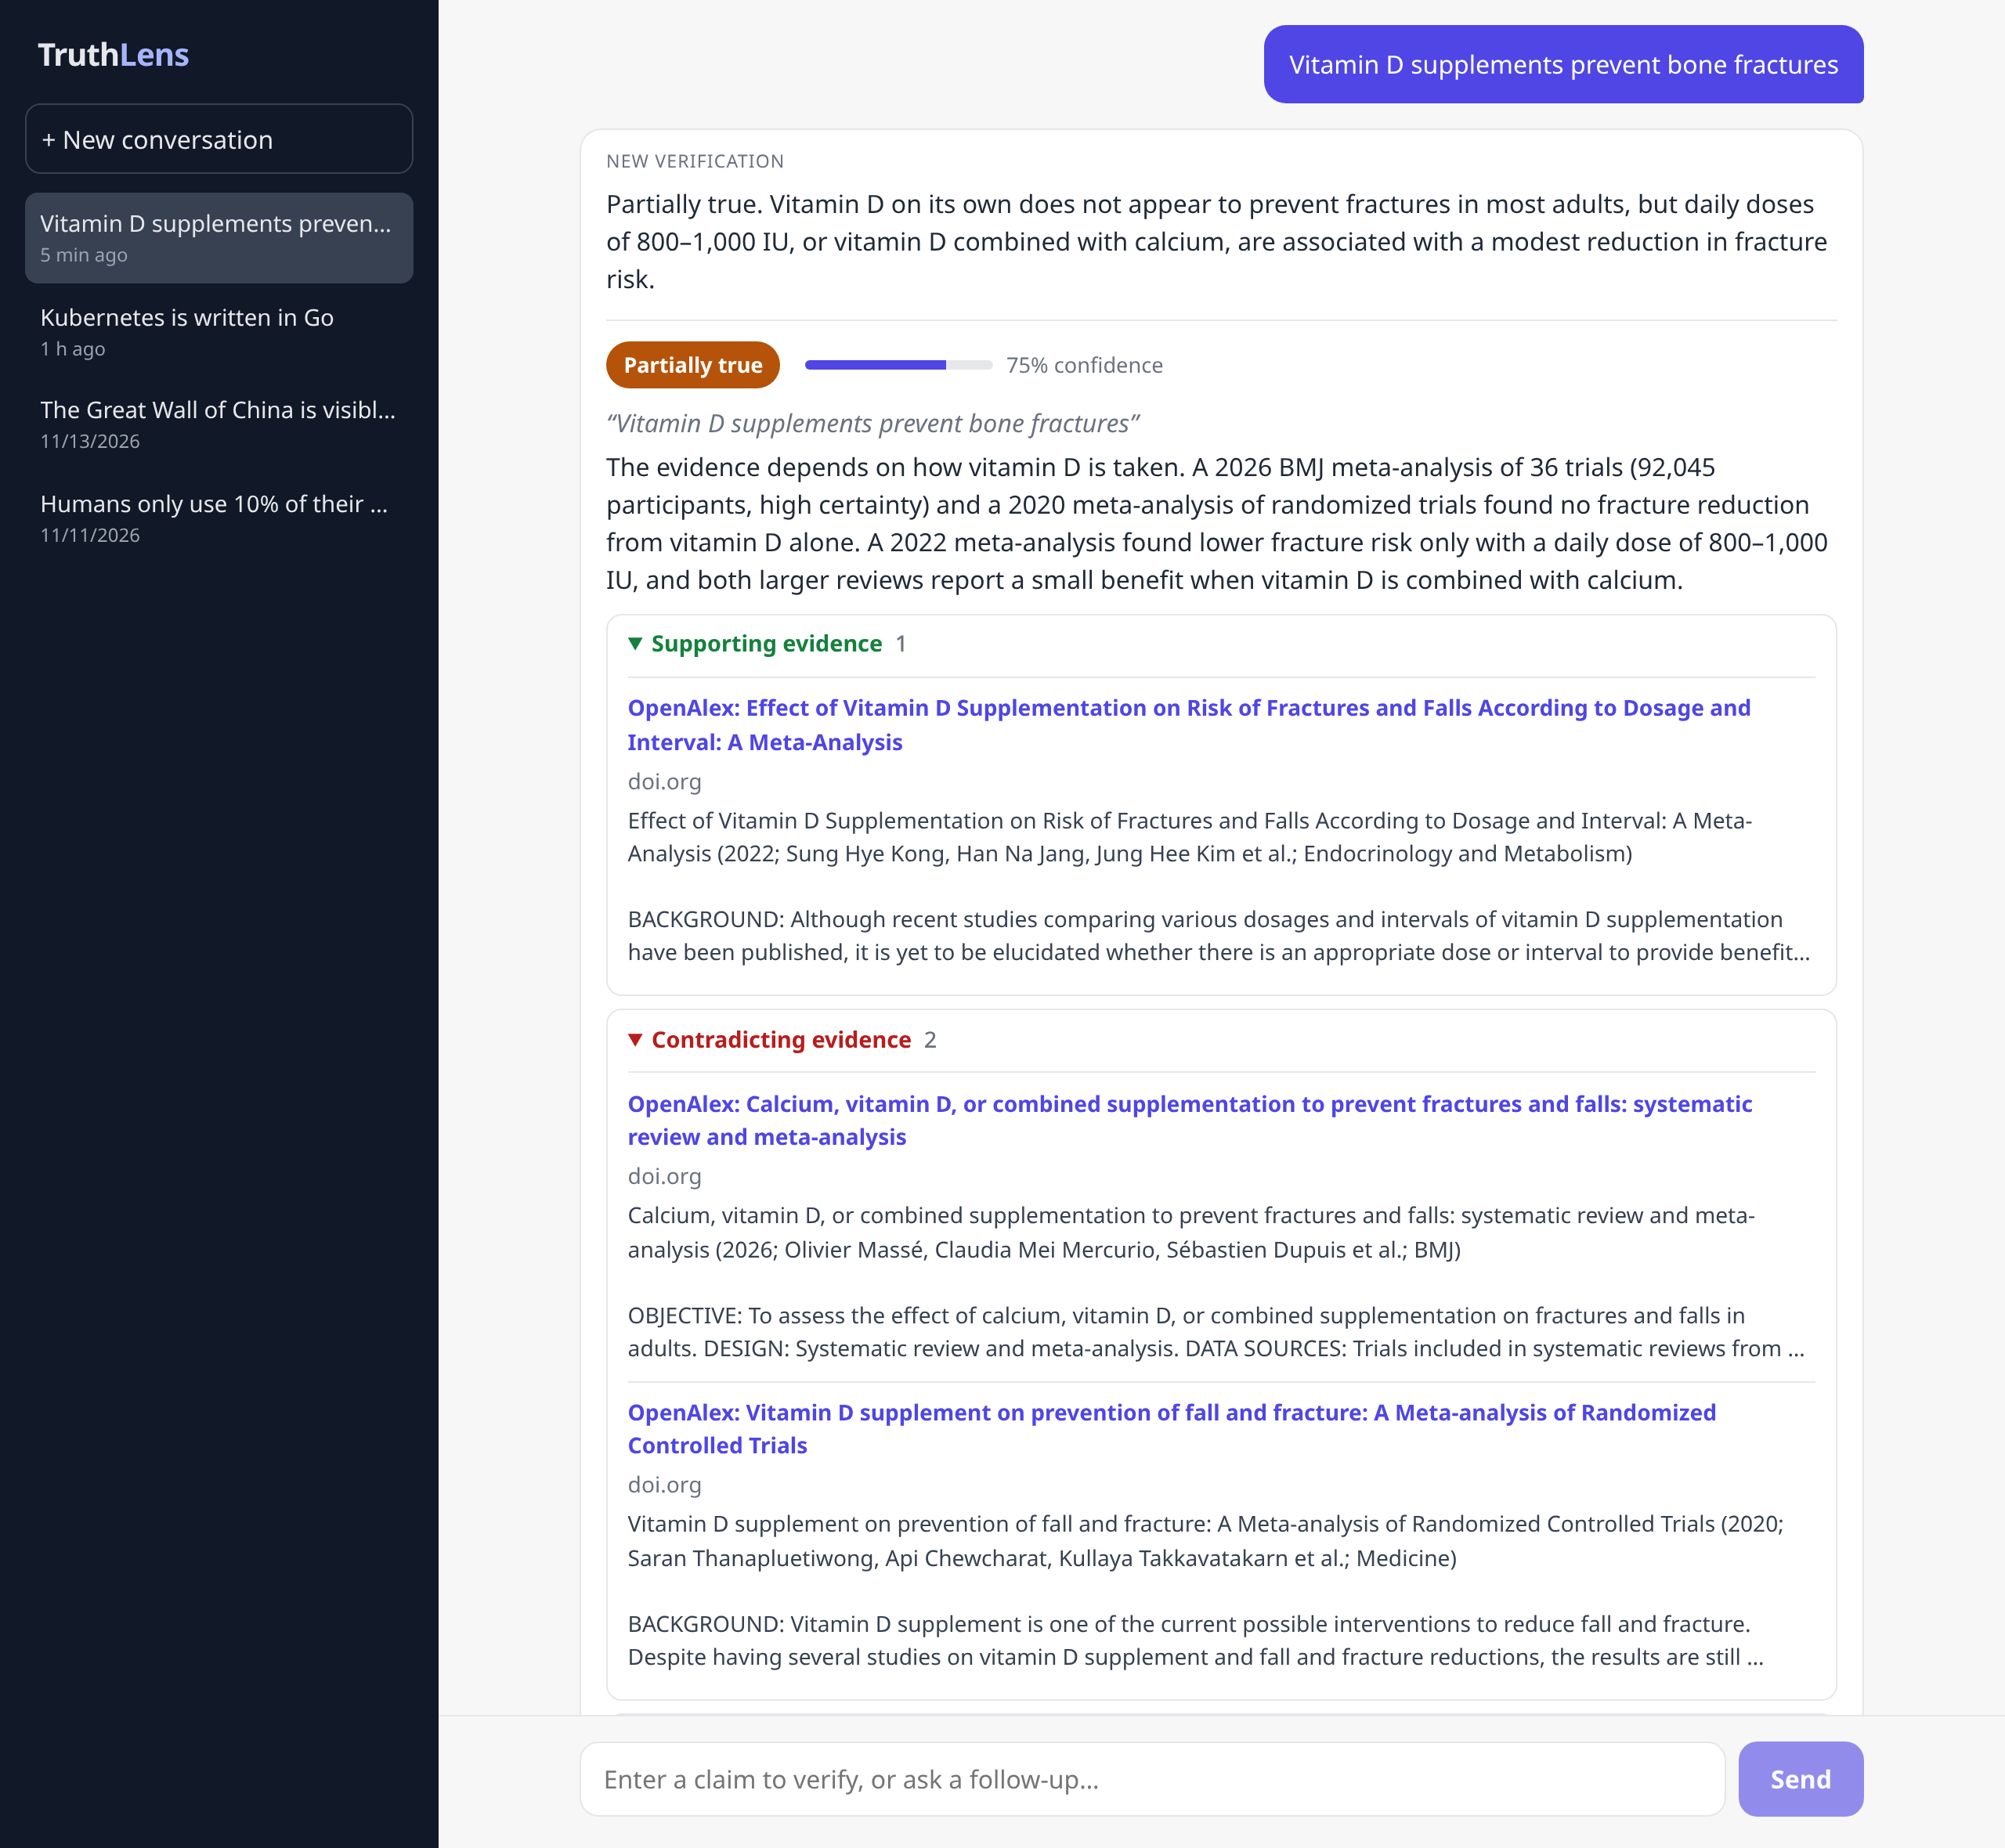 TruthLens
+ New conversation
Vitamin D supplements preven...
5 min ago
Kubernetes is written in Go
1 h ago
The Great Wall of China is visibl...
11/13/2026
Humans only use 10% of their ...
11/11/2026
Vitamin D supplements prevent bone fractures
NEW VERIFICATION
Partially true. Vitamin D on its own does not appear to prevent fractures in most adults, but daily doses
of 800–1,000 IU, or vitamin D combined with calcium, are associated with a modest reduction in fracture
risk.
Partially true
75% confidence
“Vitamin D supplements prevent bone fractures”
The evidence depends on how vitamin D is taken. A 2026 BMJ meta-analysis of 36 trials (92,045
participants, high certainty) and a 2020 meta-analysis of randomized trials found no fracture reduction
from vitamin D alone. A 2022 meta-analysis found lower fracture risk only with a daily dose of 800–1,000
IU, and both larger reviews report a small benefit when vitamin D is combined with calcium.
▼ Supporting evidence 1
OpenAlex: Effect of Vitamin D Supplementation on Risk of Fractures and Falls According to Dosage and
Interval: A Meta-Analysis
doi.org
Effect of Vitamin D Supplementation on Risk of Fractures and Falls According to Dosage and Interval: A Meta-
Analysis (2022; Sung Hye Kong, Han Na Jang, Jung Hee Kim et al.; Endocrinology and Metabolism)
BACKGROUND: Although recent studies comparing various dosages and intervals of vitamin D supplementation
have been published, it is yet to be elucidated whether there is an appropriate dose or interval to provide benefit...
▼ Contradicting evidence 2
OpenAlex: Calcium, vitamin D, or combined supplementation to prevent fractures and falls: systematic
review and meta-analysis
doi.org
Calcium, vitamin D, or combined supplementation to prevent fractures and falls: systematic review and meta-
analysis (2026; Olivier Massé, Claudia Mei Mercurio, Sébastien Dupuis et al.; BMJ)
OBJECTIVE: To assess the effect of calcium, vitamin D, or combined supplementation on fractures and falls in
adults. DESIGN: Systematic review and meta-analysis. DATA SOURCES: Trials included in systematic reviews from ...
OpenAlex: Vitamin D supplement on prevention of fall and fracture: A Meta-analysis of Randomized
Controlled Trials
doi.org
Vitamin D supplement on prevention of fall and fracture: A Meta-analysis of Randomized Controlled Trials (2020;
Saran Thanapluetiwong, Api Chewcharat, Kullaya Takkavatakarn et al.; Medicine)
BACKGROUND: Vitamin D supplement is one of the current possible interventions to reduce fall and fracture.
Despite having several studies on vitamin D supplement and fall and fracture reductions, the results are still ...
Enter a claim to verify, or ask a follow-up...
Send